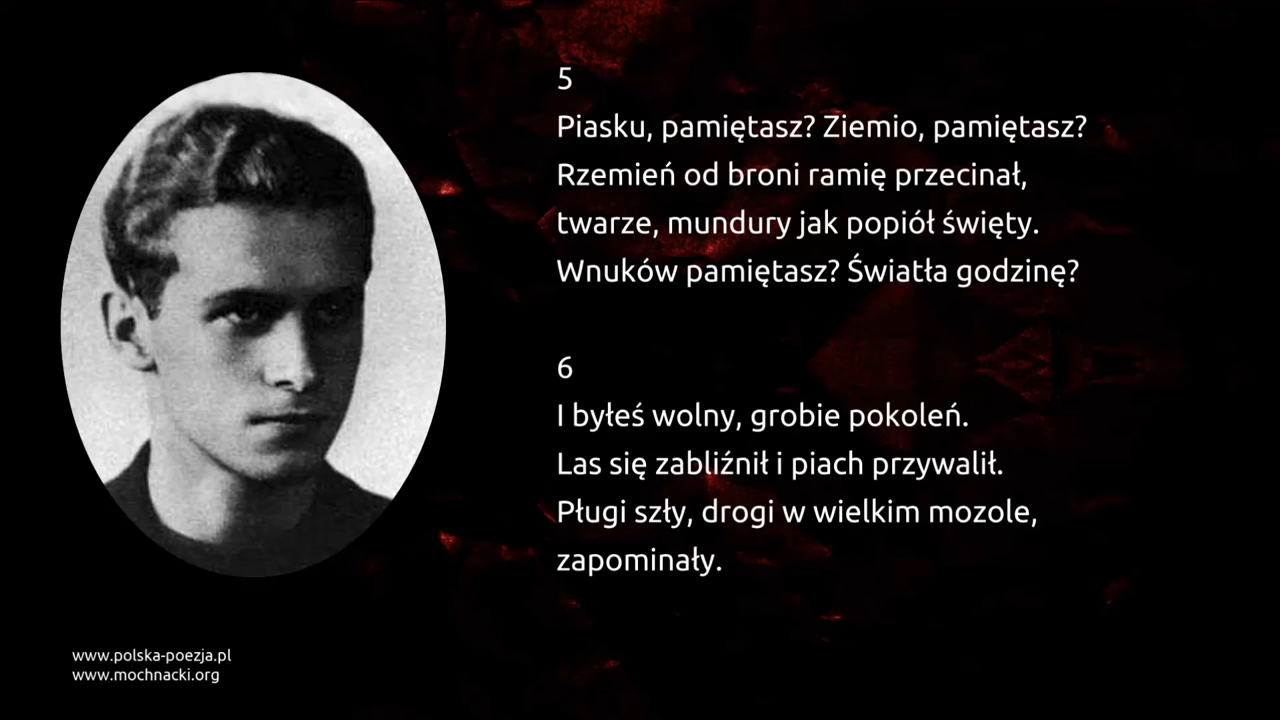 5
Piasku, pamiętasz? Ziemio, pamiętasz?
Rzemień od broni ramię przecinał,
twarze, mundury jak popiół święty.
Wnuków pamiętasz? Światła godzinę?
6
I byłeś wolny, grobie pokoleń.
Las się zabliźnił i piach przywalił.
Pługi szły, drogi w wielkim mozole,
zapominały.
www.polska-poezja.pl
www.mochnacki.org